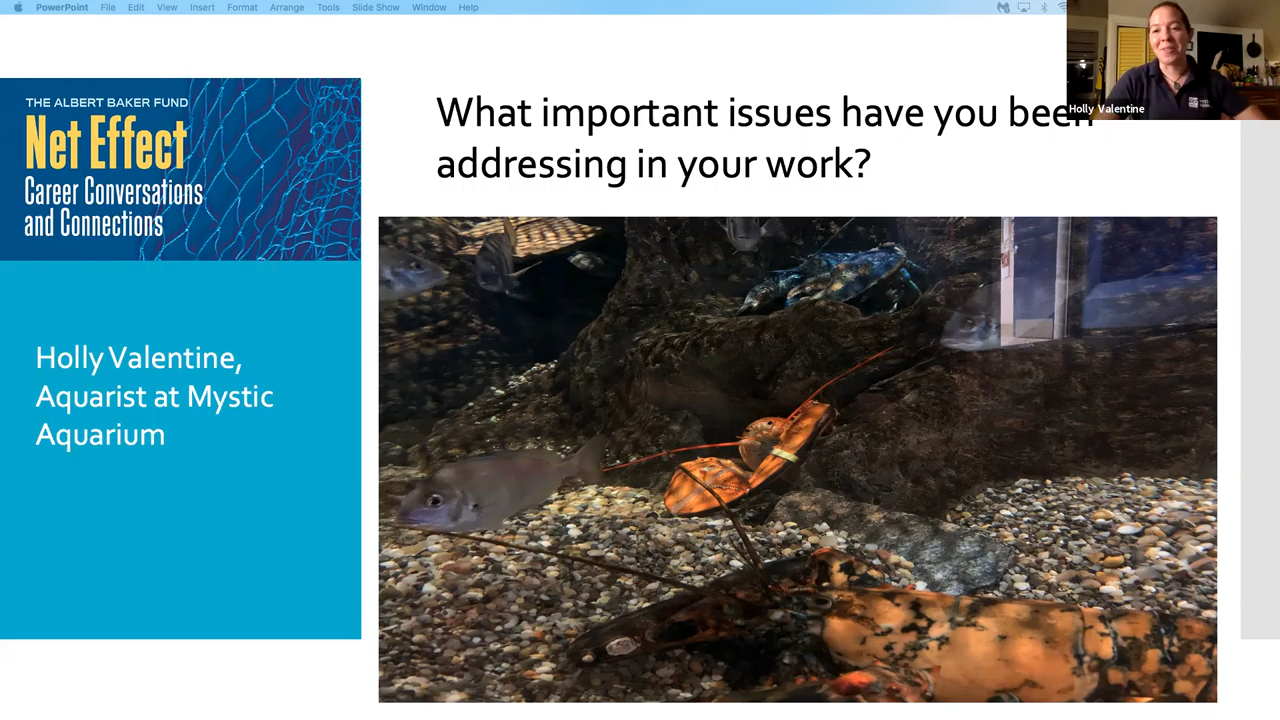 PowerPoint File Edit View Insert Format Arrange Tools Slide Show Window Help
THE ALBERT BAKER FUND
Net Effect
Career Conversations
and Connections
What important issues have you been
addressing in your work?
Holly Valentine
Holly Valentine,
Aquarist at Mystic
Aquarium